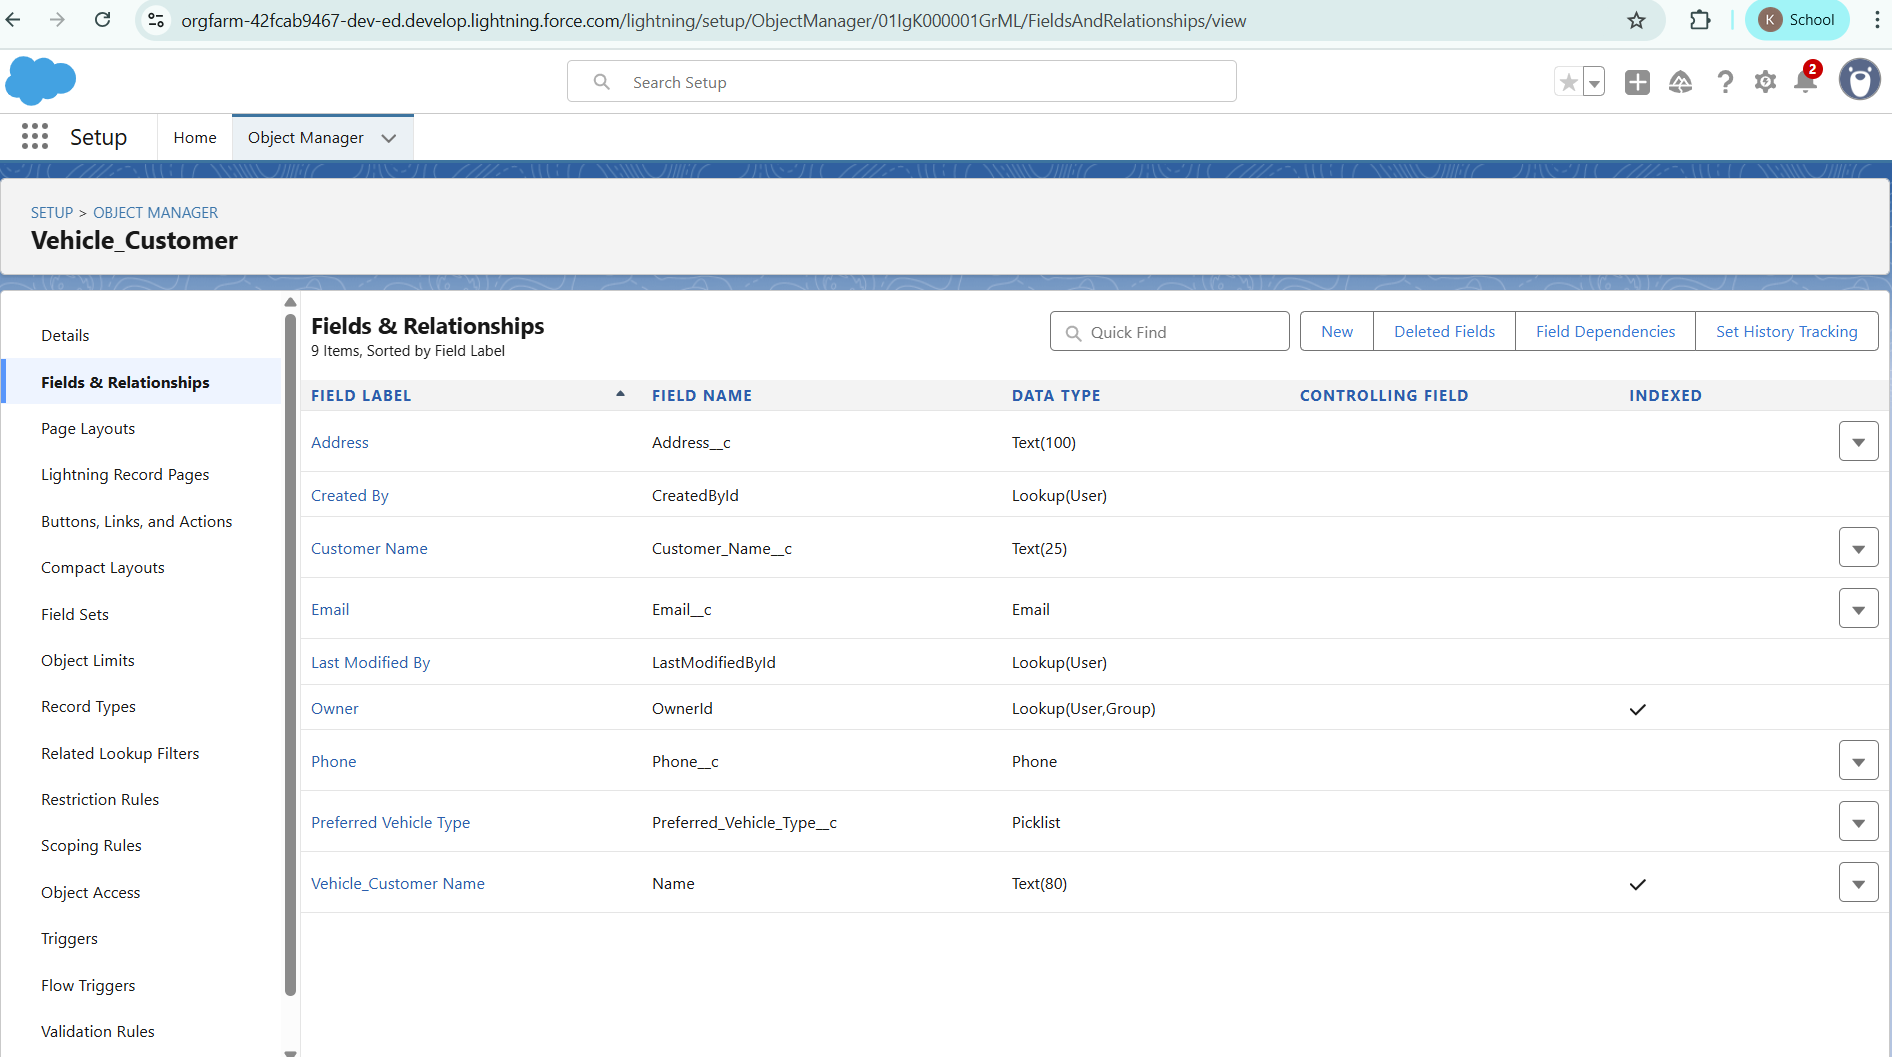 orgfarm-42fcab9467-dev-ed.develop.lightning.force.com/lightning/setup/ObjectManager/01IgK000001GrML/FieldsAndRelationships/view
K School
Search Setup
2
Setup Home Object Manager
SETUP > OBJECT MANAGER
Vehicle_Customer
Details
Fields & Relationships
Page Layouts
Lightning Record Pages
Buttons, Links, and Actions
Compact Layouts
Field Sets
Object Limits
Record Types
Related Lookup Filters
Restriction Rules
Scoping Rules
Object Access
Triggers
Flow Triggers
Validation Rules
Fields & Relationships
9 Items, Sorted by Field Label
Quick Find New Deleted Fields Field Dependencies Set History Tracking
FIELD LABEL FIELD NAME DATA TYPE CONTROLLING FIELD INDEXED
Address Address__c Text(100)
Created By CreatedById Lookup(User)
Customer Name Customer_Name__c Text(25)
Email Email__c Email
Last Modified By LastModifiedById Lookup(User)
Owner OwnerId Lookup(User,Group)
Phone Phone__c Phone
Preferred Vehicle Type Preferred_Vehicle_Type__c Picklist
Vehicle_Customer Name Name Text(80)